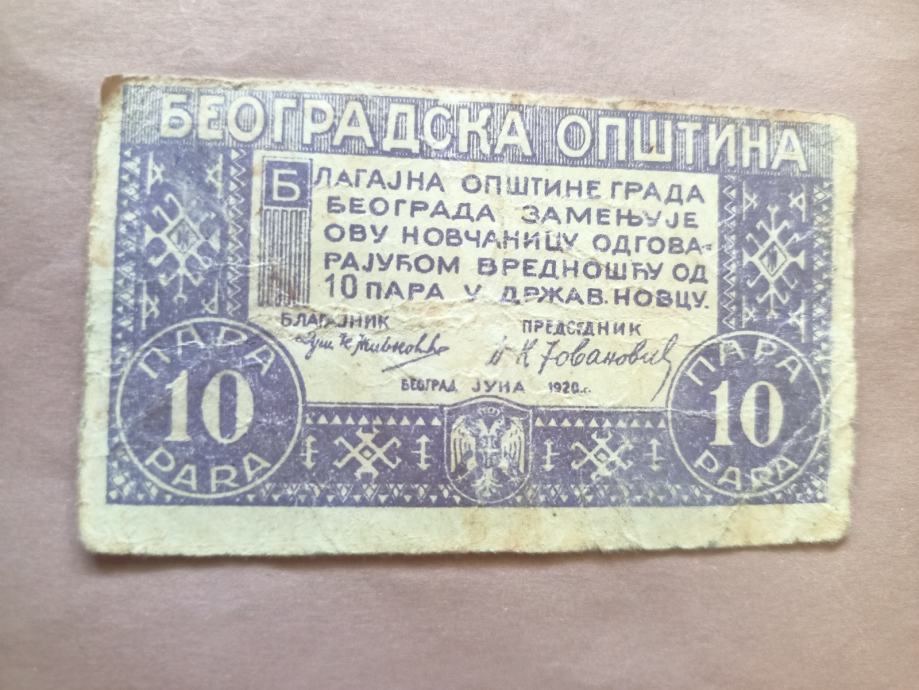 БЕОГРАДСКА ОПШТИНА
БЛАГАЈНА ОПШТИНЕ ГРАДА
БЕОГРАДА ЗАМЕЊУЈЕ
ОВУ НОВЧАНИЦУ ОДГОВА-
РАЈУЋОМ ВРЕДНОШЋУ ОД
10 ПАРА У ДРЖАВ. НОВЦУ.
БЛАГАЈНИК ПРЕДСЕДНИК
К Јовановић
БЕОГРАД ЈУНА 1920 г.
ПАРА
10
PARA
ПАРА
10
PARA